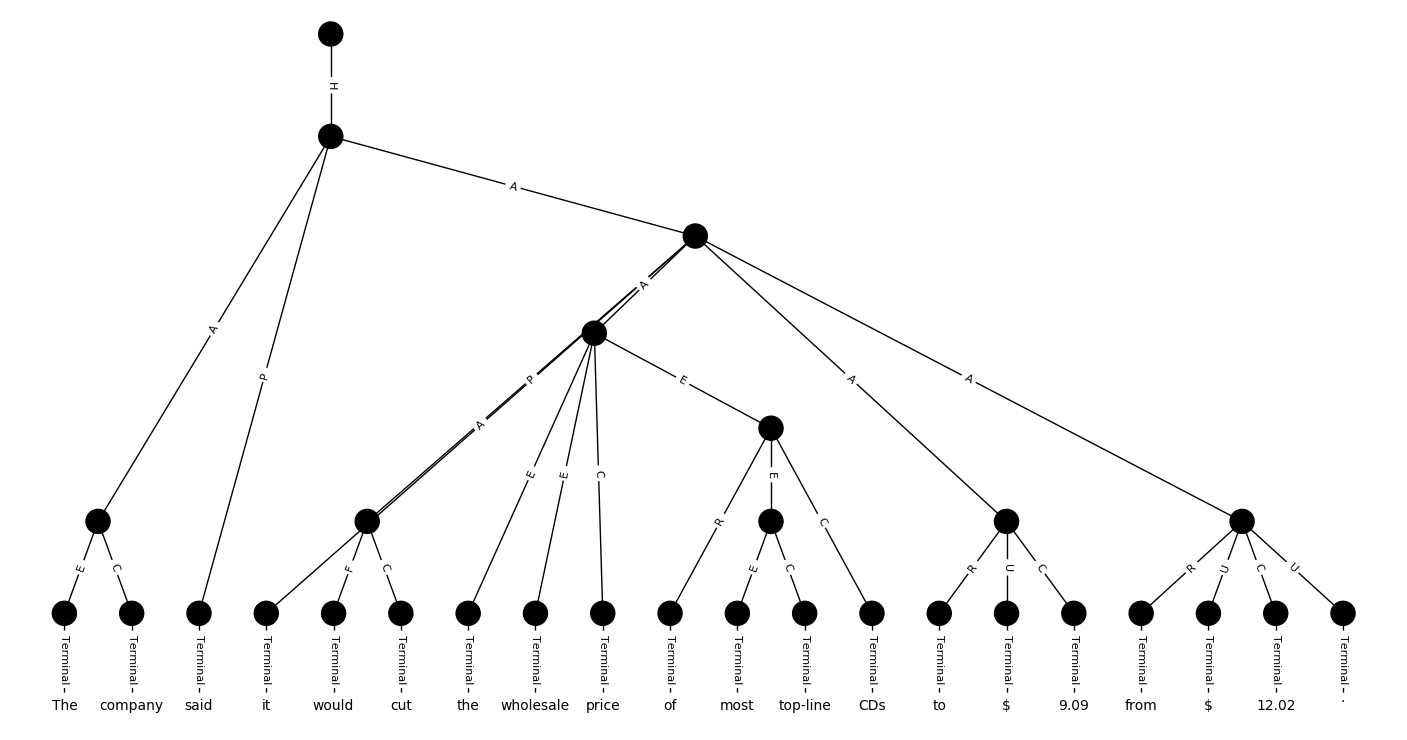 H
A
A
A
P
P
E
A
A
A
E
E
C
E
R
E
C
E
C
F
C
E
C
R
U
C
R
U
C
U
Terminal Terminal Terminal Terminal Terminal Terminal Terminal Terminal Terminal Terminal Terminal Terminal Terminal Terminal Terminal Terminal Terminal Terminal Terminal Terminal
The company said it would cut the wholesale price of most top-line CDs to $ 9.09 from $ 12.02 .